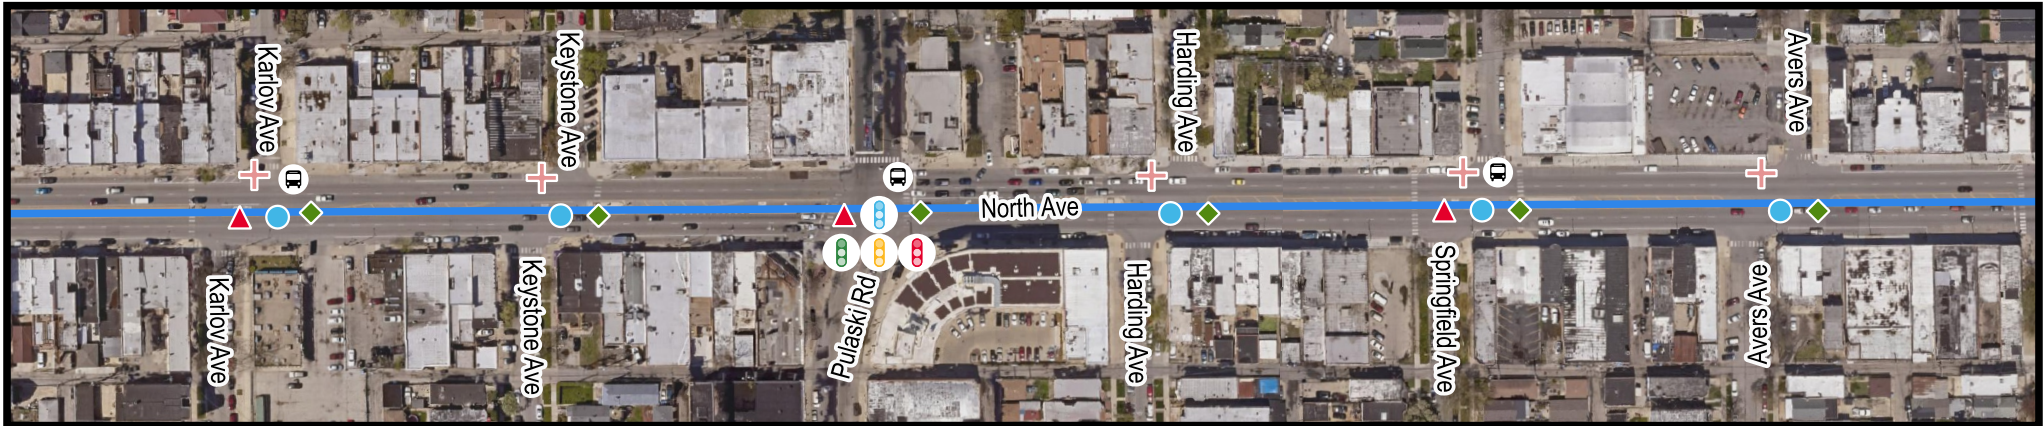 Karlov Ave
Keystone Ave
Harding Ave
Avers Ave
North Ave
Karlov Ave
Keystone Ave
Pulaski Rd
Harding Ave
Springfield Ave
Avers Ave